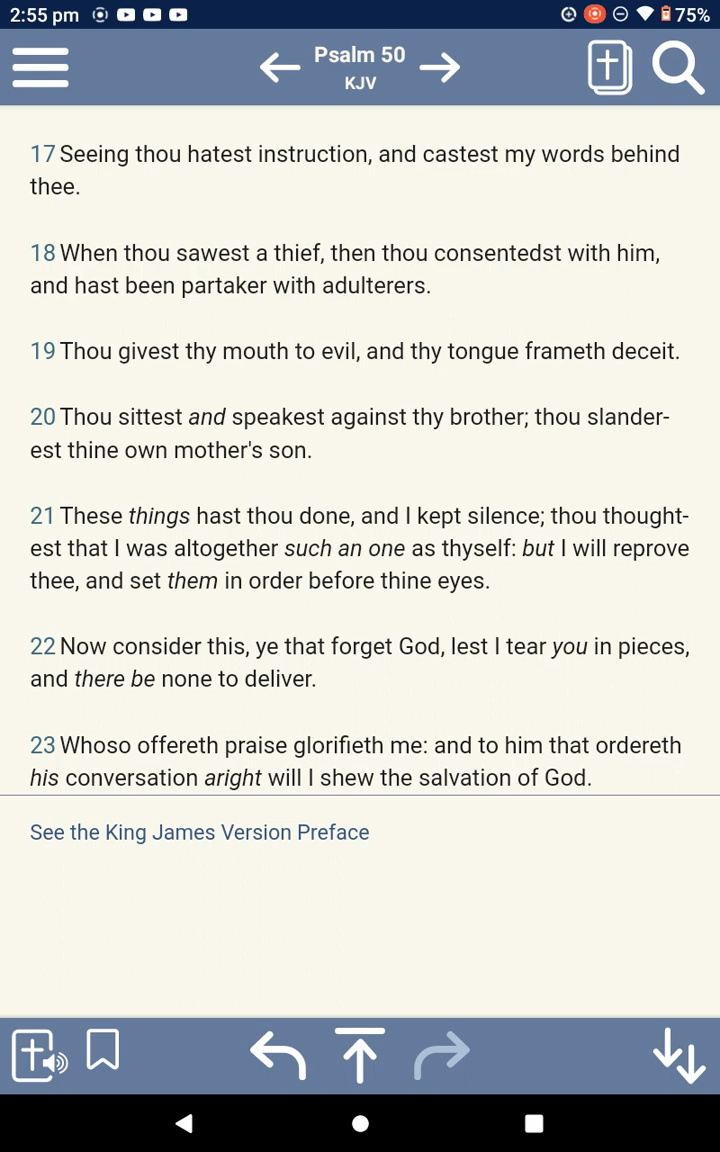 2:55 pm 75%
Psalm 50
KJV
17 Seeing thou hatest instruction, and castest my words behind
thee.
18 When thou sawest a thief, then thou consentedst with him,
and hast been partaker with adulterers.
19 Thou givest thy mouth to evil, and thy tongue frameth deceit.
20 Thou sittest and speakest against thy brother; thou slander-
est thine own mother's son.
21 These things hast thou done, and I kept silence; thou thought-
est that I was altogether such an one as thyself: but I will reprove
thee, and set them in order before thine eyes.
22 Now consider this, ye that forget God, lest I tear you in pieces,
and there be none to deliver.
23 Whoso offereth praise glorifieth me: and to him that ordereth
his conversation aright will I shew the salvation of God.
See the King James Version Preface